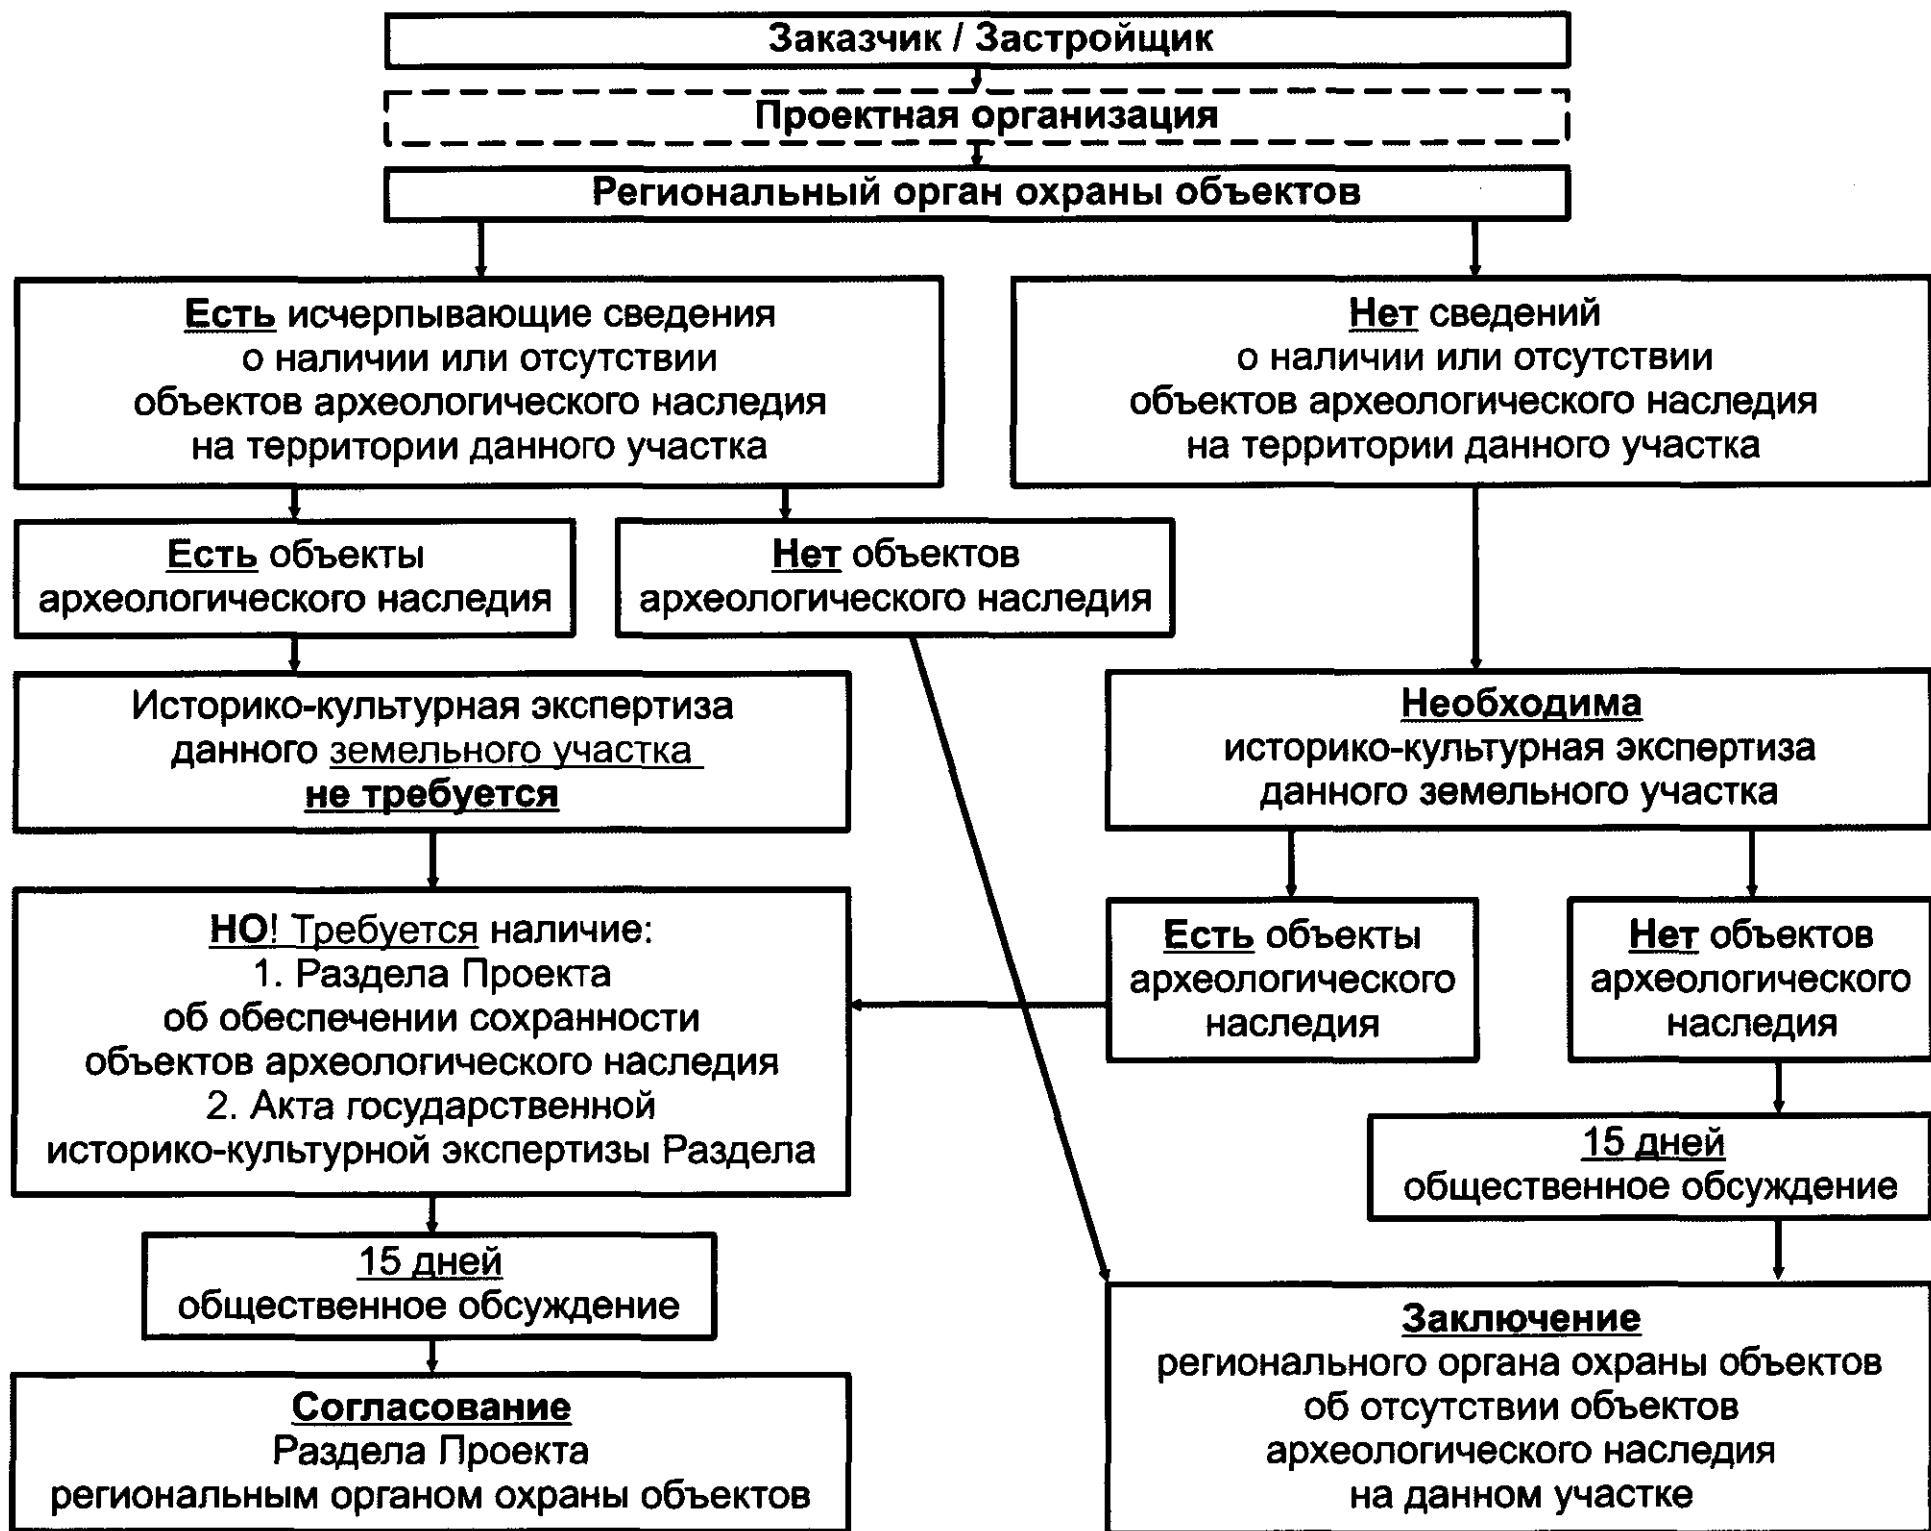 Заказчик / Застройщик
Проектная организация
Региональный орган охраны объектов
Есть исчерпывающие сведения
о наличии или отсутствии
объектов археологического наследия
на территории данного участка
Нет сведений
о наличии или отсутствии
объектов археологического наследия
на территории данного участка
Есть объекты
археологического наследия
Нет объектов
археологического наследия
Историко-культурная экспертиза
данного земельного участка
не требуется
Необходима
историко-культурная экспертиза
данного земельного участка
НО! Требуется наличие:
1. Раздела Проекта
об обеспечении сохранности
объектов археологического наследия
2. Акта государственной
историко-культурной экспертизы Раздела
Есть объекты
археологического
наследия
Нет объектов
археологического
наследия
15 дней
общественное обсуждение
15 дней
общественное обсуждение
Согласование
Раздела Проекта
региональным органом охраны объектов
Заключение
регионального органа охраны объектов
об отсутствии объектов
археологического наследия
на данном участке